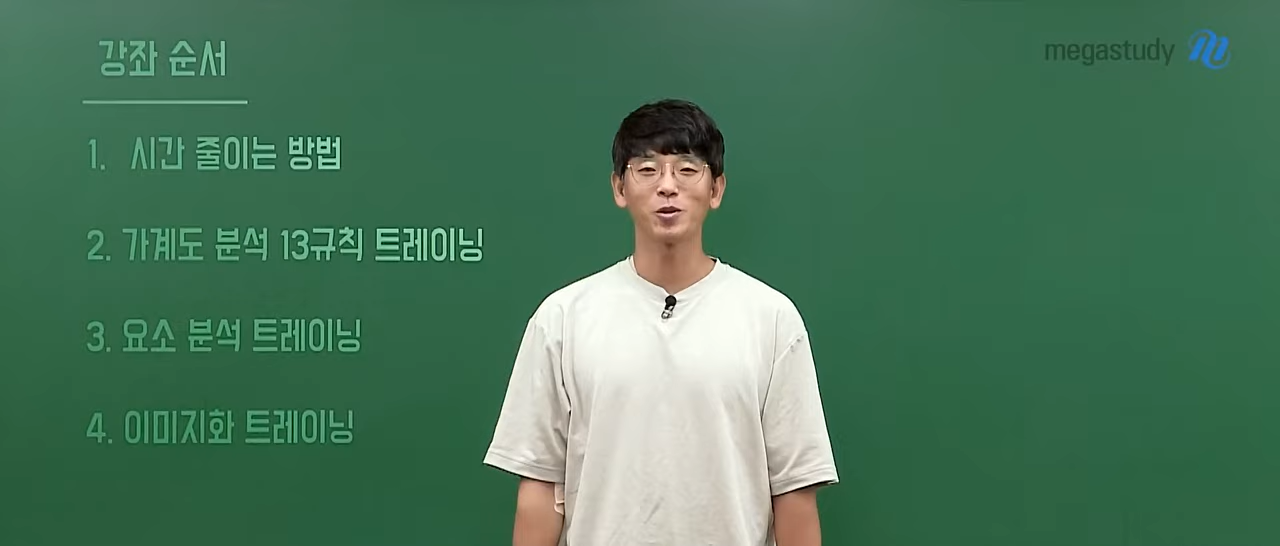 강좌 순서
megastudy
1. 시간 줄이는 방법
2. 가계도 분석 13규칙 트레이닝
3. 요소 분석 트레이닝
4. 이미지화 트레이닝